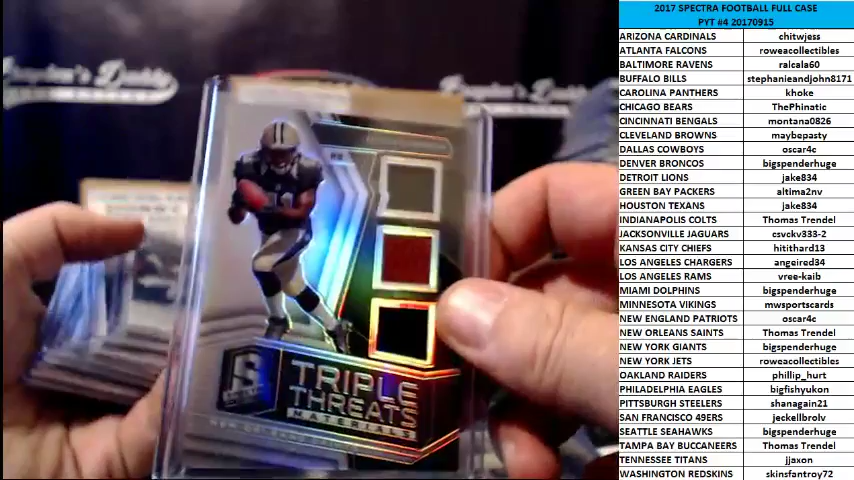 2017 SPECTRA FOOTBALL FULL CASE
PYT #4 20170915
ARIZONA CARDINALS chitwjess
ATLANTA FALCONS roweacollectibles
BALTIMORE RAVENS ralcala60
BUFFALO BILLS stephanieandjohn8171
CAROLINA PANTHERS khoke
CHICAGO BEARS ThePhinatic
CINCINNATI BENGALS montana0826
CLEVELAND BROWNS maybepasty
DALLAS COWBOYS oscar4c
DENVER BRONCOS bigspenderhuge
DETROIT LIONS jake834
GREEN BAY PACKERS altima2nv
HOUSTON TEXANS jake834
INDIANAPOLIS COLTS Thomas Trendel
JACKSONVILLE JAGUARS csvckv333-2
KANSAS CITY CHIEFS hitithard13
LOS ANGELES CHARGERS angeired34
LOS ANGELES RAMS vree-kaib
MIAMI DOLPHINS bigspenderhuge
MINNESOTA VIKINGS mwsportscards
NEW ENGLAND PATRIOTS oscar4c
NEW ORLEANS SAINTS Thomas Trendel
NEW YORK GIANTS bigspenderhuge
NEW YORK JETS roweacollectibles
OAKLAND RAIDERS phillip_hurt
PHILADELPHIA EAGLES bigfishyukon
PITTSBURGH STEELERS shanagain21
SAN FRANCISCO 49ERS jeckellbrolv
SEATTLE SEAHAWKS bigspenderhuge
TAMPA BAY BUCCANEERS Thomas Trendel
TENNESSEE TITANS jjaxon
WASHINGTON REDSKINS skinsfantroy72
Daddy
TRIPLE
THREATS
MATERIALS
NEW ORLEANS SAINTS